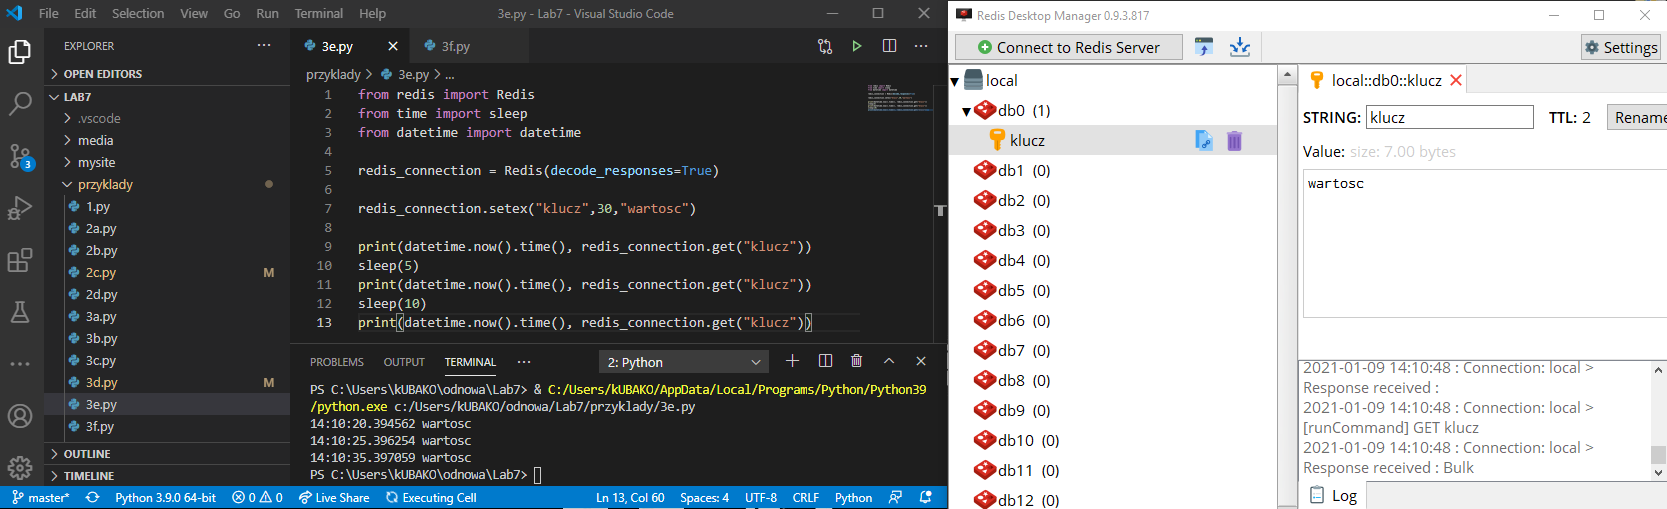 File Edit Selection View Go Run Terminal Help 3e.py - Lab7 - Visual Studio Code
EXPLORER
OPEN EDITORS
LAB7
.vscode
media
mysite
przyklady
1.py
2a.py
2b.py
2c.py M
2d.py
3a.py
3b.py
3c.py
3d.py M
3e.py
3f.py
OUTLINE
TIMELINE
3
3e.py 3f.py
przyklady > 3e.py > ...
1 from redis import Redis
2 from time import sleep
3 from datetime import datetime
4
5 redis_connection = Redis(decode_responses=True)
6
7 redis_connection.setex("klucz",30,"wartosc")
8
9 print(datetime.now().time(), redis_connection.get("klucz"))
10 sleep(5)
11 print(datetime.now().time(), redis_connection.get("klucz"))
12 sleep(10)
13 print(datetime.now().time(), redis_connection.get("klucz"))
PROBLEMS OUTPUT TERMINAL ... 2: Python
PS C:\Users\kUBAKO\odnowa\Lab7> & C:/Users/kUBAKO/AppData/Local/Programs/Python/Python39
/python.exe c:/Users/kUBAKO/odnowa/Lab7/przyklady/3e.py
14:10:20.394562 wartosc
14:10:25.396254 wartosc
14:10:35.397059 wartosc
PS C:\Users\kUBAKO\odnowa\Lab7>
master* Python 3.9.0 64-bit 0 0 Live Share Executing Cell Ln 13, Col 60 Spaces: 4 UTF-8 CRLF Python
Redis Desktop Manager 0.9.3.817
Connect to Redis Server Settings
local
db0 (1)
klucz
db1 (0)
db2 (0)
db3 (0)
db4 (0)
db5 (0)
db6 (0)
db7 (0)
db8 (0)
db9 (0)
db10 (0)
db11 (0)
db12 (0)
local::db0::klucz
STRING: klucz TTL: 2 Rename
Value: size: 7.00 bytes
wartosc
2021-01-09 14:10:48 : Connection: local >
Response received :
2021-01-09 14:10:48 : Connection: local >
[runCommand] GET klucz
2021-01-09 14:10:48 : Connection: local >
Response received : Bulk
Log